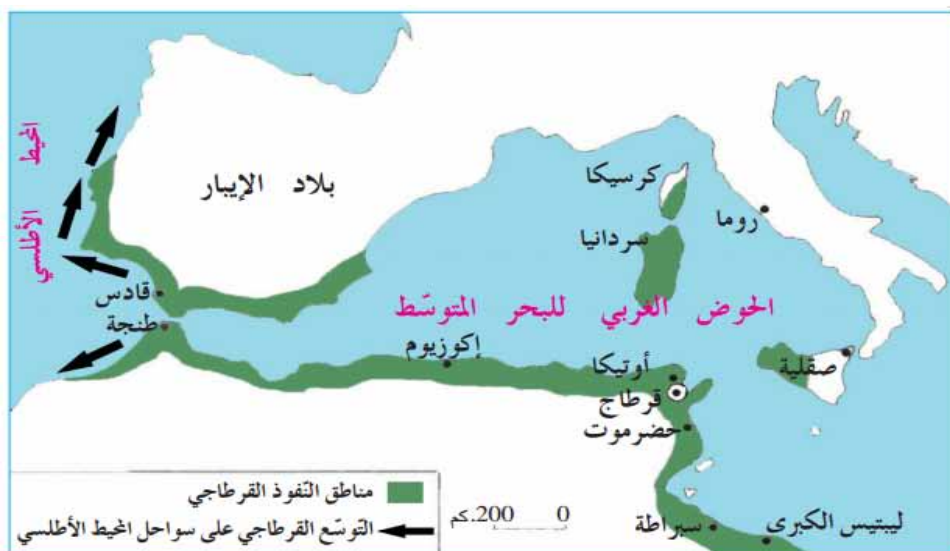 المحيط
الأطلسي
بلاد الإيبار
كرسيكا
روما
سردانيا
قادس
طنجة
الحوض الغربي للبحر المتوسّط
إكوزيوم
أوتيكا
قرطاج
حضرموت
صقلية
سبراطة
ليبتيس الكبرى
مناطق النّفوذ القرطاجي
التوسّع القرطاجي على سواحل المحيط الأطلسي
0 200.كم